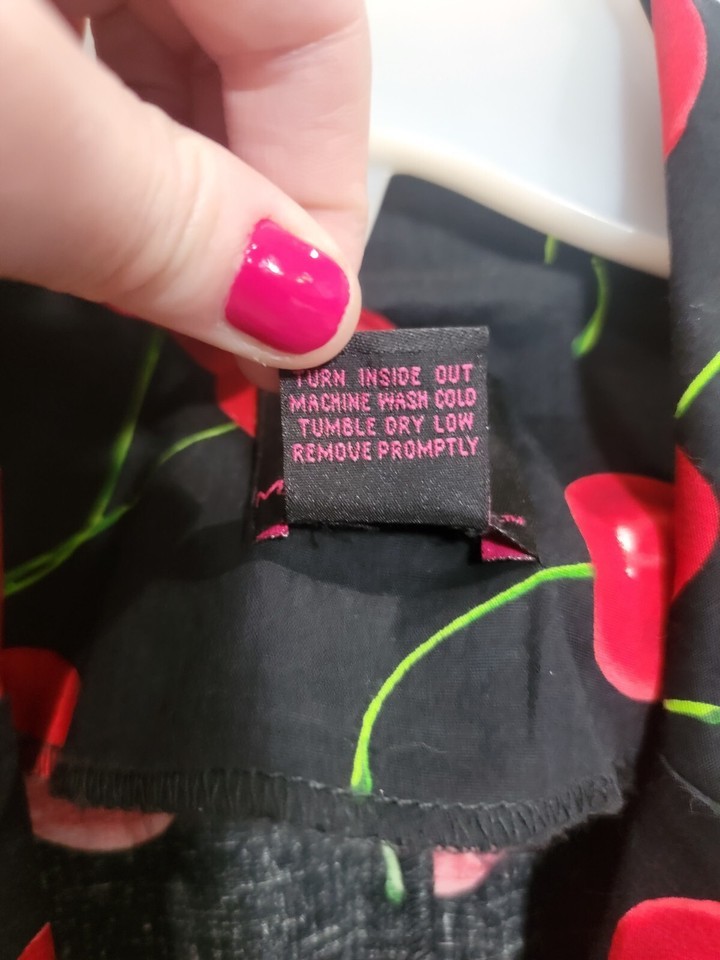 TURN INSIDE OUT
MACHINE WASH COLD
TUMBLE DRY LOW
REMOVE PROMPTLY